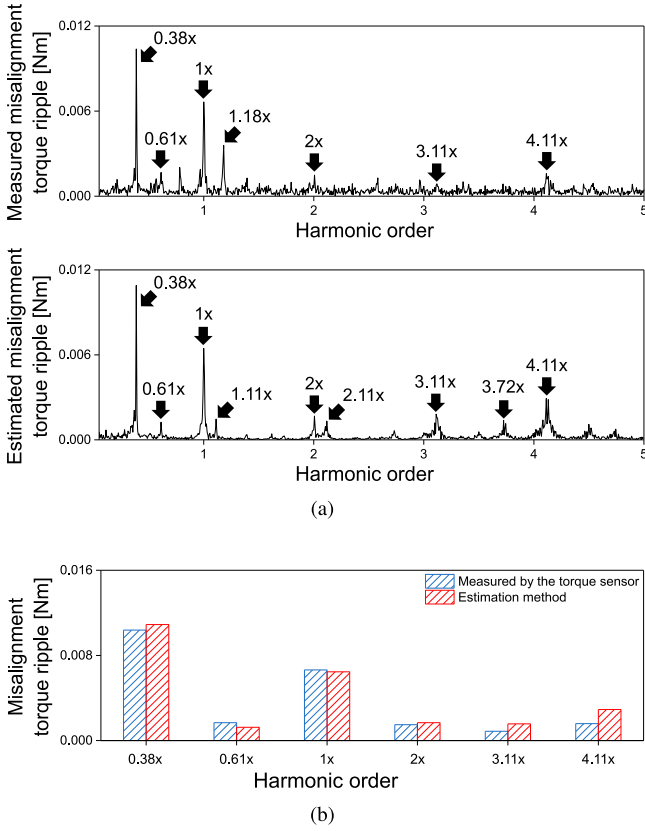 Measured misalignment
torque ripple [Nm]
0.012
0.006
0.000
0.38x
0.61x
1x
1.18x
2x
3.11x
4.11x
1 2 3 4 5
Harmonic order
Estimated misalignment
torque ripple [Nm]
0.012
0.006
0.000
0.38x
0.61x
1x
1.11x
2x
2.11x
3.11x
3.72x
4.11x
1 2 3 4 5
Harmonic order
(a)
Misalignment
torque ripple [Nm]
0.016
0.008
0.000
Measured by the torque sensor
Estimation method
0.38x 0.61x 1x 2x 3.11x 4.11x
Harmonic order
(b)